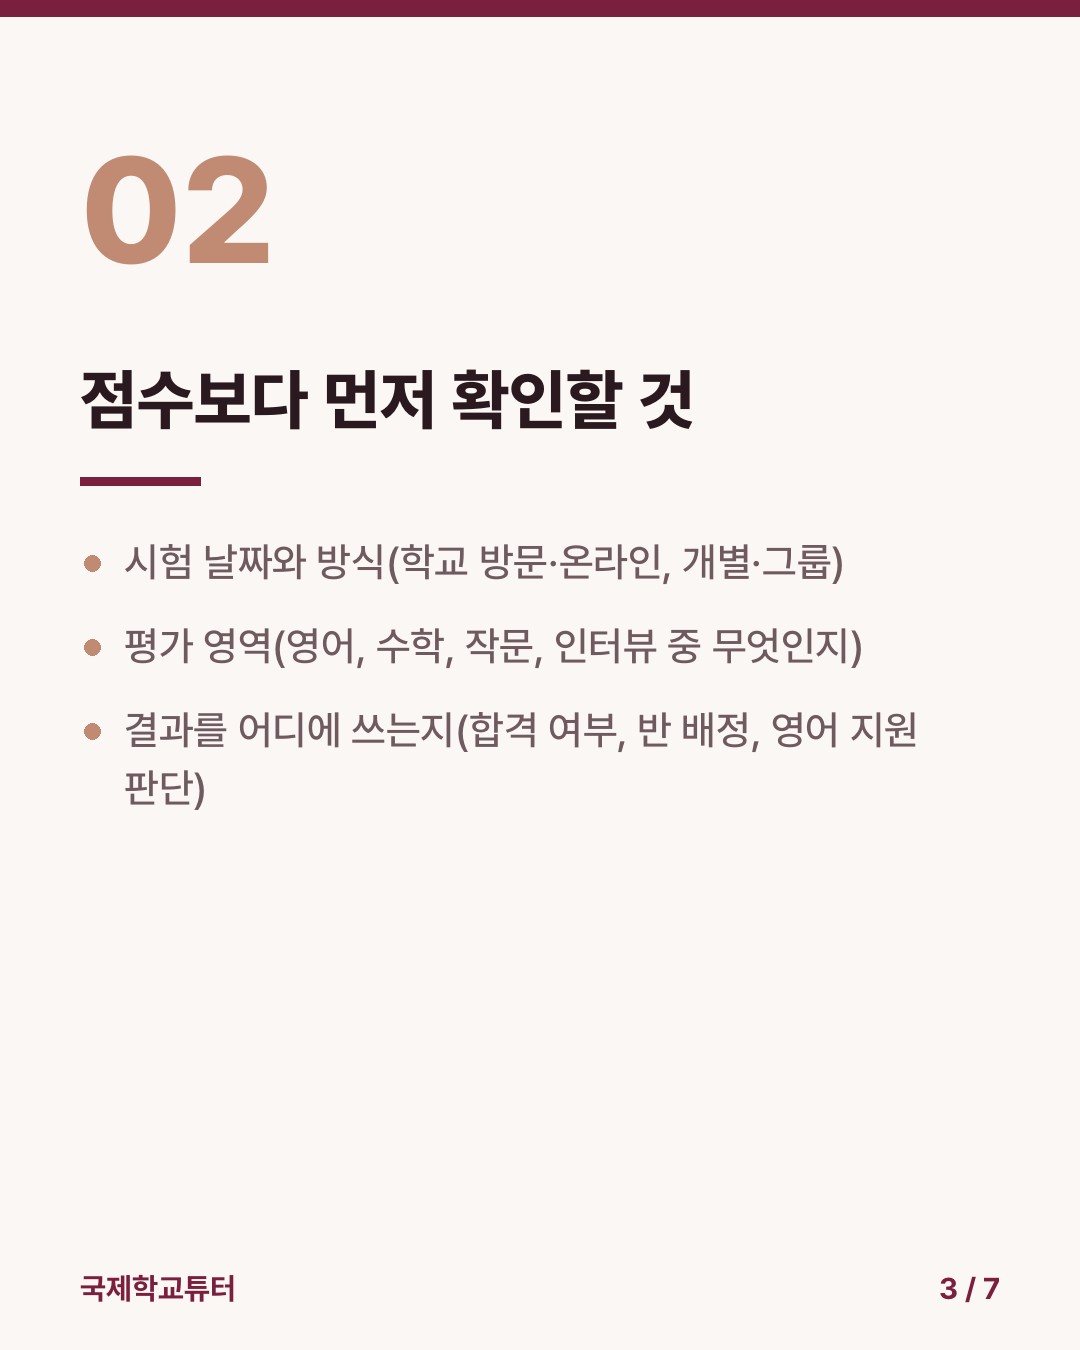 02
점수보다 먼저 확인할 것
시험 날짜와 방식(학교 방문·온라인, 개별·그룹)
평가 영역(영어, 수학, 작문, 인터뷰 중 무엇인지)
결과를 어디에 쓰는지(합격 여부, 반 배정, 영어 지원
판단)
국제학교튜터
3 / 7